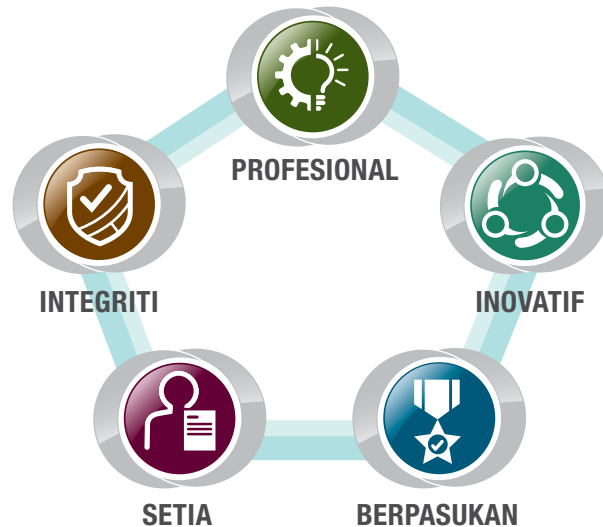 PROFESIONAL
INTEGRITI
INOVATIF
SETIA
BERPASUKAN